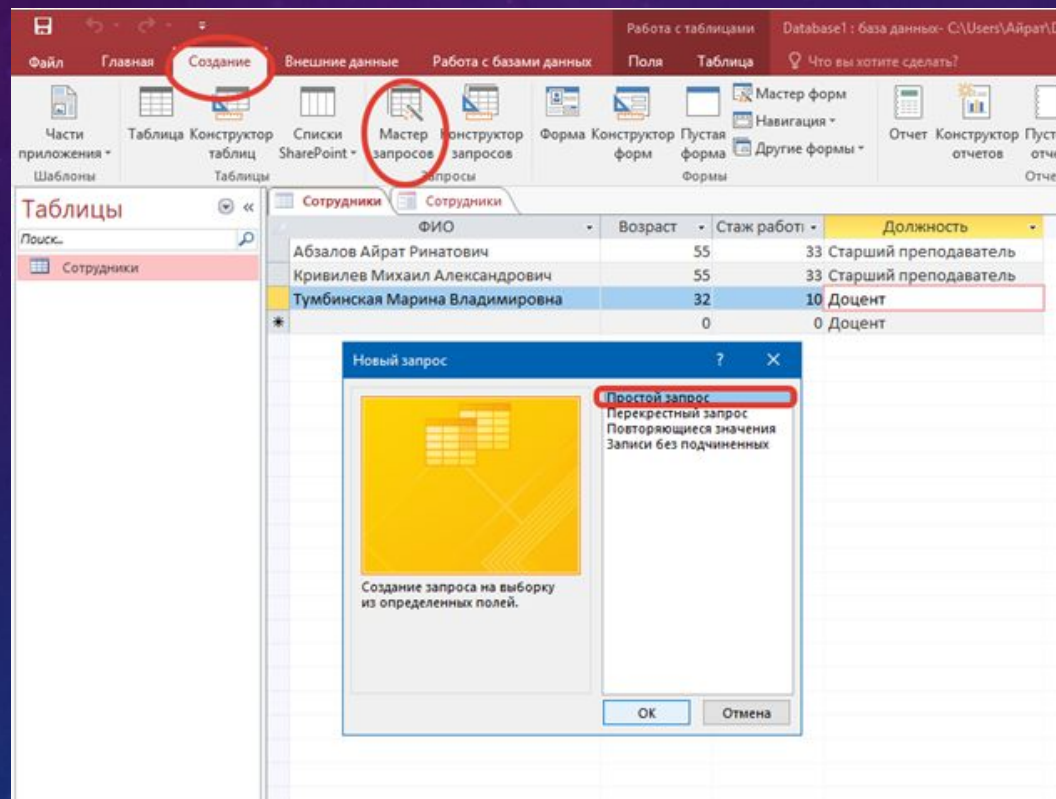 Работа с таблицами
Database1 : база данных- C:\Users\Айрат\
Файл Главная Создание Внешние данные Работа с базами данных Поля Таблица Что вы хотите сделать?
Части приложения
Таблица
Конструктор таблиц
Списки SharePoint
Мастер запросов
Конструктор запросов
Форма
Конструктор форм
Пустая форма
Мастер форм
Навигация
Другие формы
Отчет
Конструктор отчетов
Шаблоны Таблицы Запросы Формы
Таблицы
Поиск...
Сотрудники
Сотрудники Сотрудники
ФИО Возраст Стаж работ Должность
Абзалов Айрат Ринатович 55 33 Старший преподаватель
Кривилев Михаил Александрович 55 33 Старший преподаватель
Тумбинская Марина Владимировна 32 10 Доцент
0 0 Доцент
Новый запрос ?
Простой запрос
Перекрестный запрос
Повторяющиеся значения
Записи без подчиненных
Создание запроса на выборку
из определенных полей.
ОК Отмена